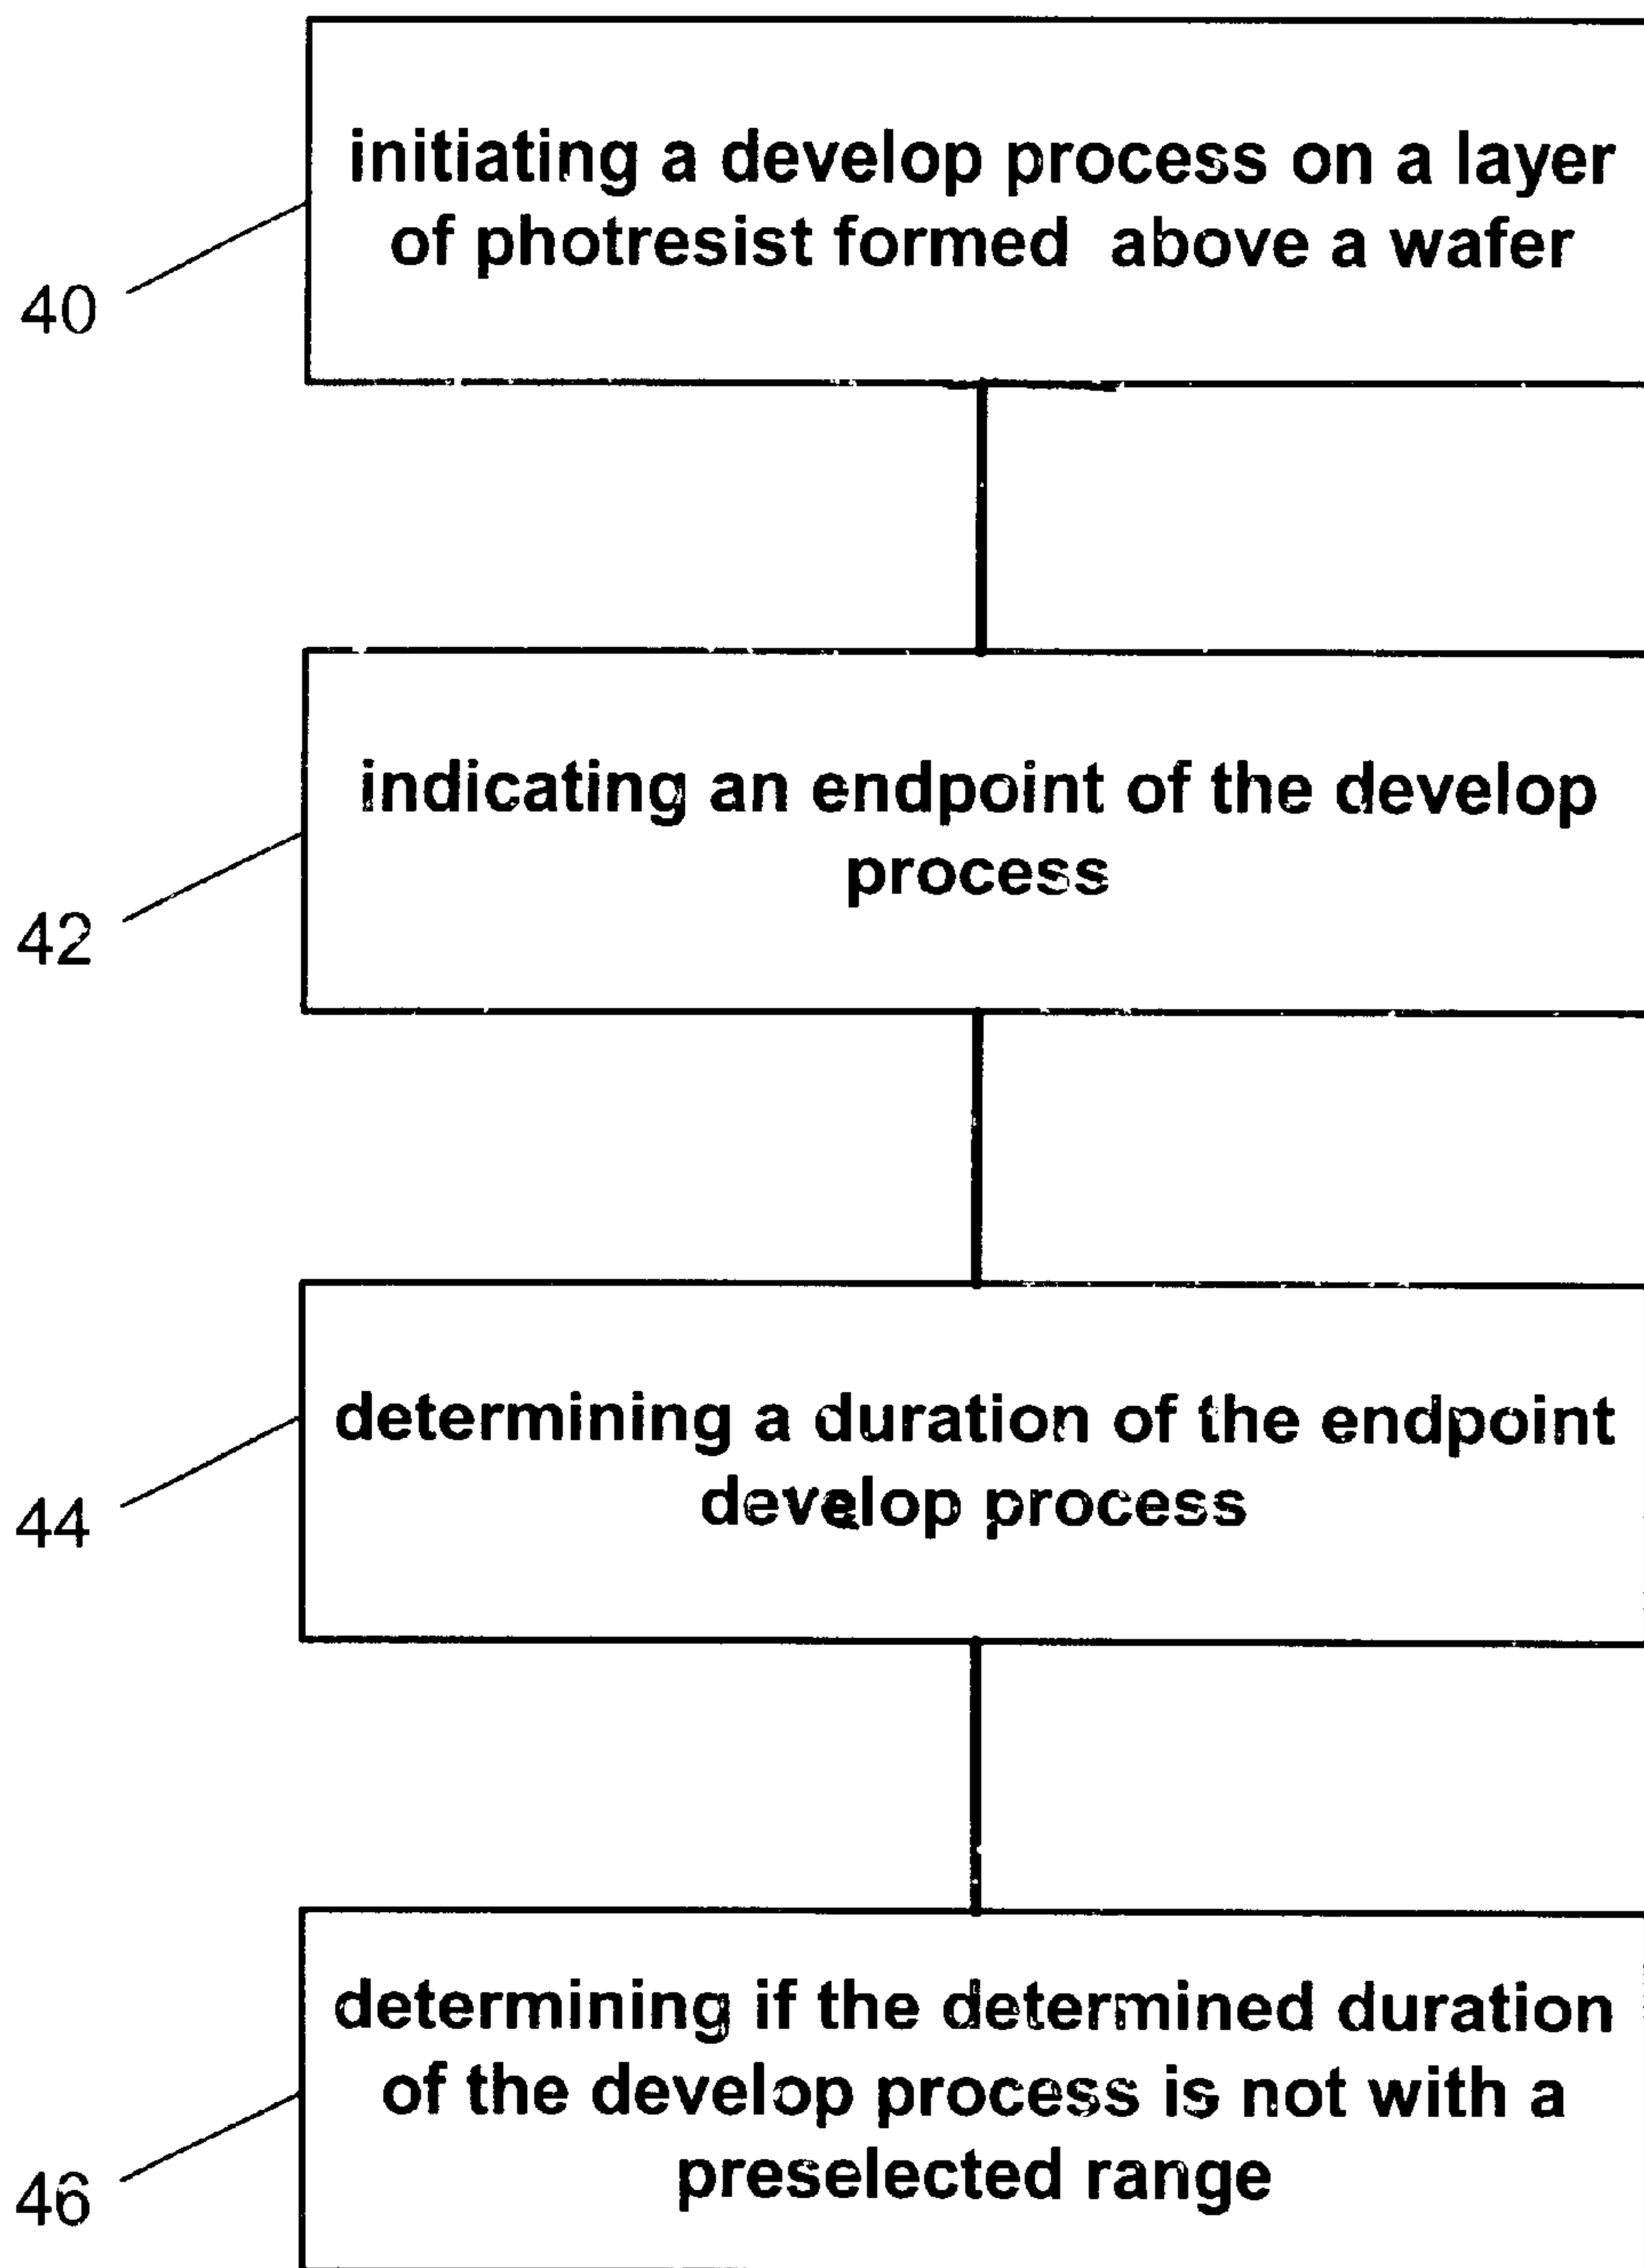 initiating a develop process on a layer
of photresist formed above a wafer
40
indicating an endpoint of the develop
process
42
determining a duration of the endpoint
develop process
44
determining if the determined duration
of the develop process is not with a
preselected range
46